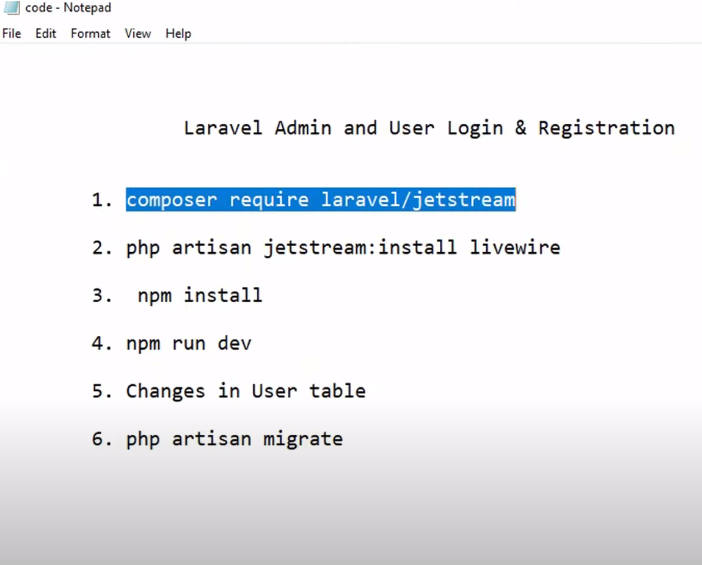 code - Notepad
File Edit Format View Help
Laravel Admin and User Login & Registration
1. composer require laravel/jetstream
2. php artisan jetstream:install livewire
3. npm install
4. npm run dev
5. Changes in User table
6. php artisan migrate